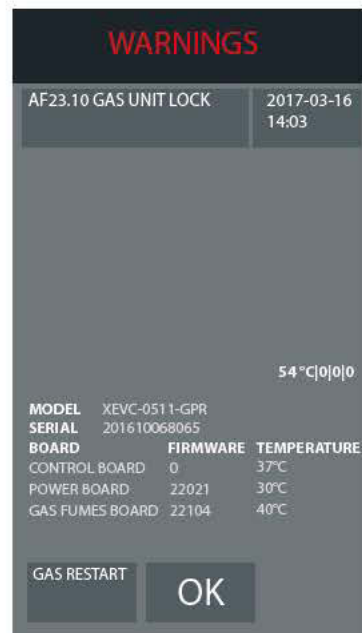 WARNINGS
AF23.10 GAS UNIT LOCK 2017-03-16
14:03
54 °C|0|0|0
MODEL XEVC-0511-GPR
SERIAL 201610068065
BOARD FIRMWARE TEMPERATURE
CONTROL BOARD 0 37°C
POWER BOARD 22021 30°C
GAS FUMES BOARD 22104 40°C
GAS RESTART OK